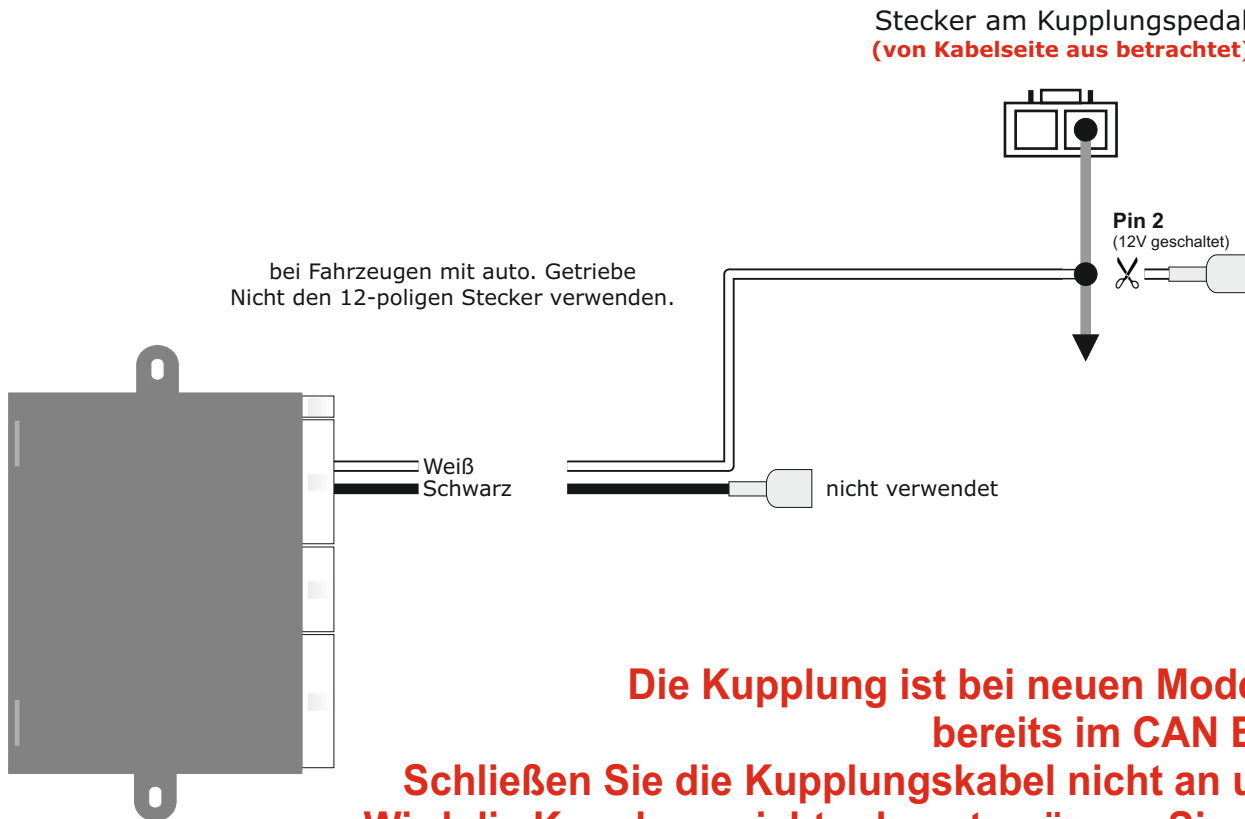 Stecker am Kupplungspedal
(von Kabelseite aus betrachtet)
Pin 2
(12V geschaltet)
bei Fahrzeugen mit auto. Getriebe
Nicht den 12-poligen Stecker verwenden.
Weiß
Schwarz
nicht verwendet
Die Kupplung ist bei neuen
bereits im CAN
Schließen Sie die Kupplungskabel nicht an